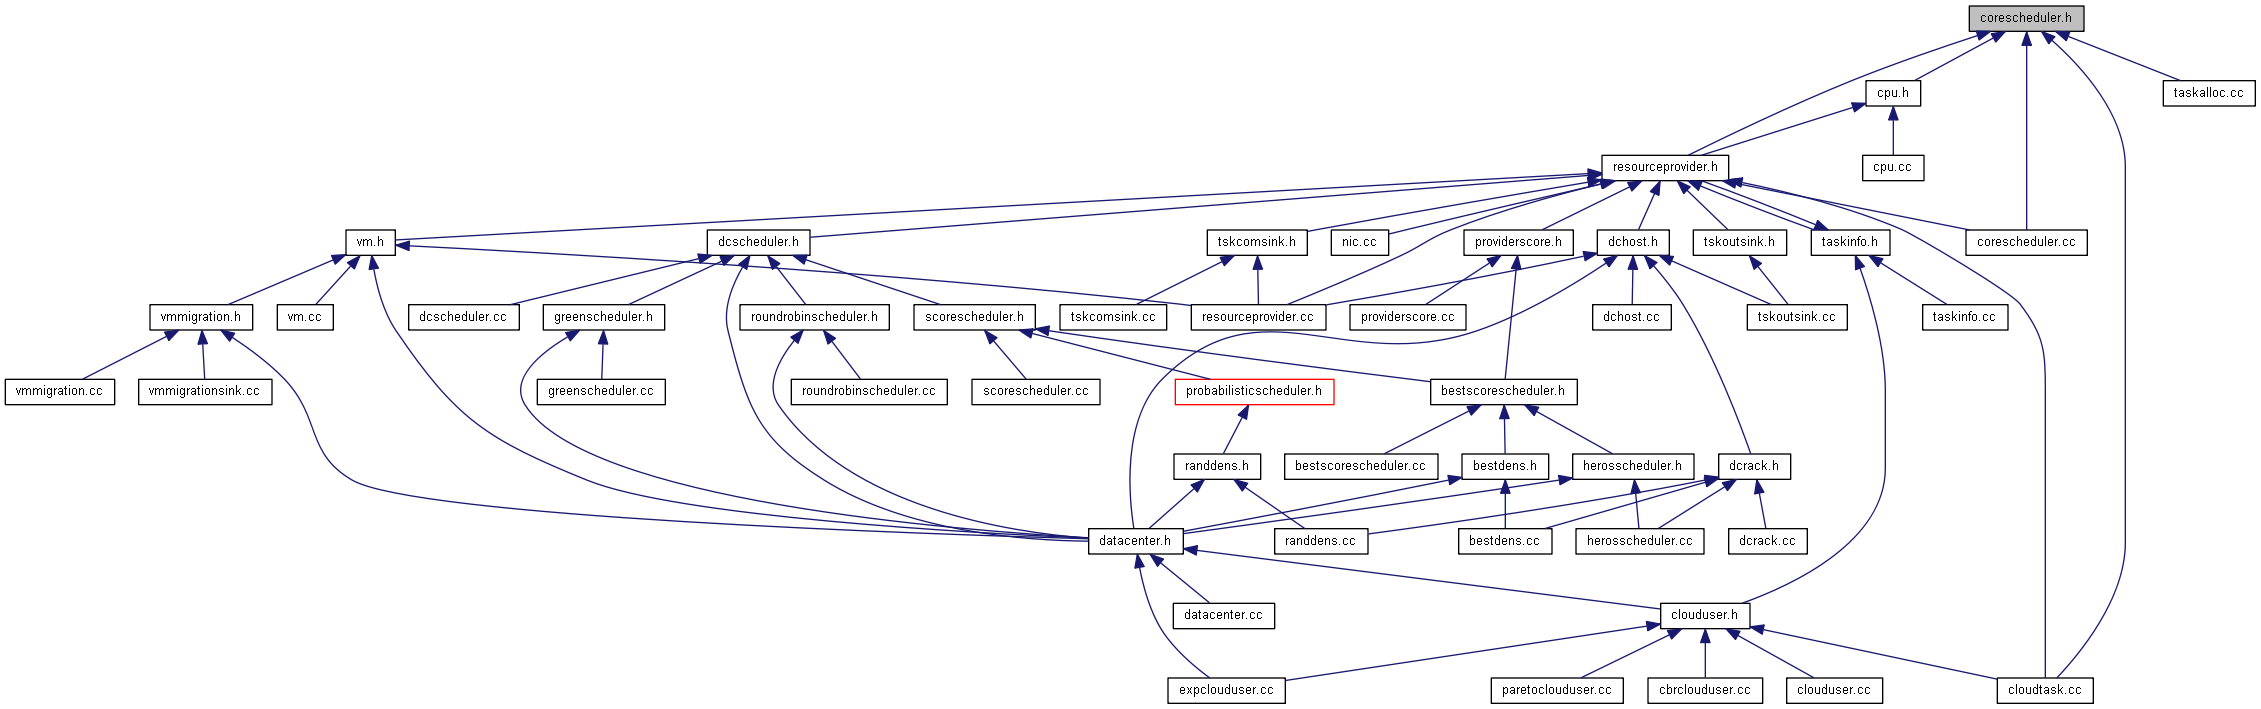 corescheduler.h
cpu.h
taskalloc.cc
resourceprovider.h
cpu.cc
vm.h
dcscheduler.h
tskcomsink.h
nic.cc
providerscore.h
dchost.h
tskoutsink.h
taskinfo.h
corescheduler.cc
vmmigration.h
vm.cc
dcscheduler.cc
greenscheduler.h
roundrobinscheduler.h
scorescheduler.h
tskcomsink.cc
resourceprovider.cc
providerscore.cc
dchost.cc
tskoutsink.cc
taskinfo.cc
vmmigration.cc
vmmigrationsink.cc
greenscheduler.cc
roundrobinscheduler.cc
scorescheduler.cc
probabilisticscheduler.h
bestscorescheduler.h
randdens.h
bestscorescheduler.cc
bestdens.h
herosscheduler.h
dcrack.h
datacenter.h
randdens.cc
bestdens.cc
herosscheduler.cc
dcrack.cc
datacenter.cc
clouduser.h
expclouduser.cc
paretoclouduser.cc
cbrclouduser.cc
clouduser.cc
cloudtask.cc